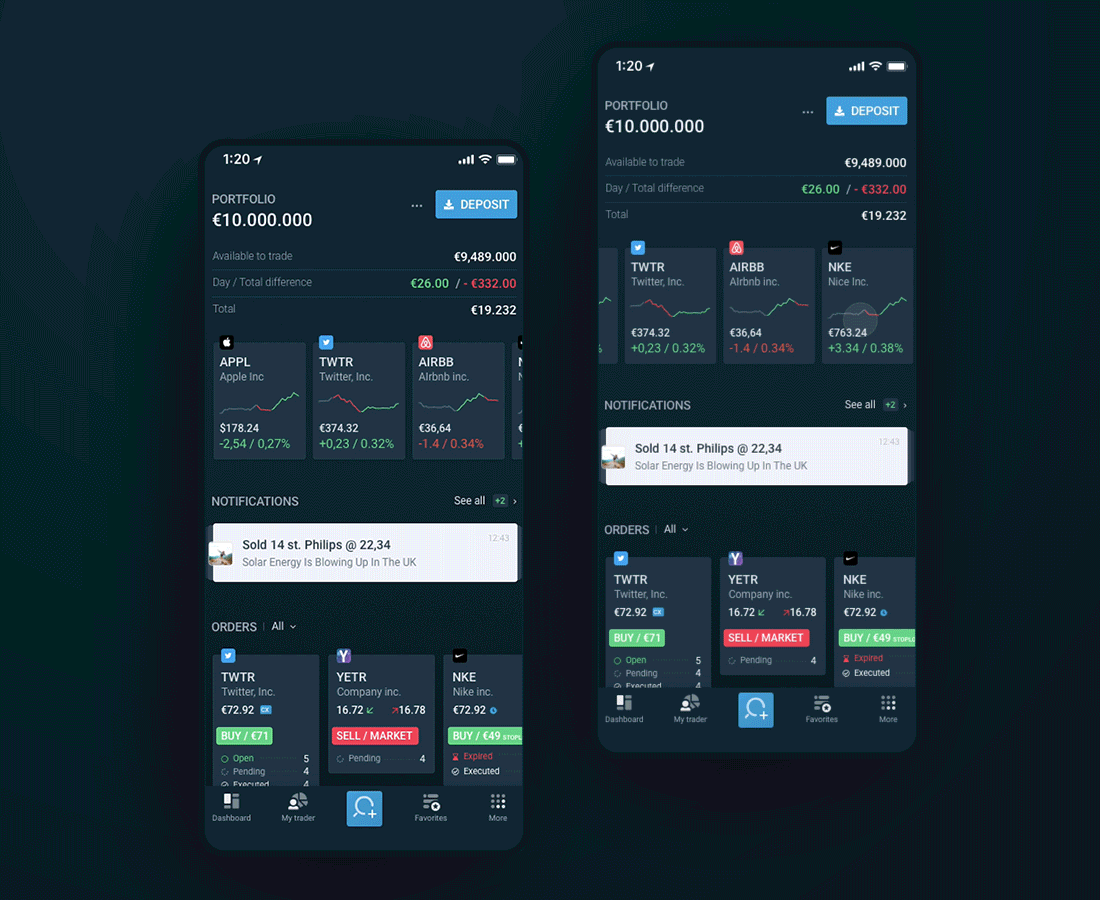 1:20
PORTFOLIO
€10.000.000
... DEPOSIT
Available to trade €9,489.000
Day / Total difference €26.00 / - €332.00
Total €19.232
APPL
Apple Inc
$178.24
-2,54 / 0,27%
TWTR
Twitter, Inc.
€374.32
+0,23 / 0.32%
AIRBB
AIrbnb inc.
€36,64
-1.4 / 0.34%
NOTIFICATIONS See all +2
Sold 14 st. Philips @ 22,34 12:43
Solar Energy Is Blowing Up In The UK
ORDERS All
TWTR
Twitter, Inc.
€72.92 CX
BUY / €71
Open 5
Pending 4
Executed 4
YETR
Company inc.
16.72 16.78
SELL / MARKET
Pending 4
NKE
Nike inc.
€72.92
BUY / €49
Expired
Executed
Dashboard
My trader
Favorites
More
1:20
PORTFOLIO
€10.000.000
... DEPOSIT
Available to trade €9,489.000
Day / Total difference €26.00 / - €332.00
Total €19.232
%
TWTR
Twitter, Inc.
€374.32
+0,23 / 0.32%
AIRBB
AIrbnb inc.
€36,64
-1.4 / 0.34%
NKE
Nice Inc.
€763.24
+3.34 / 0.38%
NOTIFICATIONS See all +2
Sold 14 st. Philips @ 22,34 12:43
Solar Energy Is Blowing Up In The UK
ORDERS All
TWTR
Twitter, Inc.
€72.92 CX
BUY / €71
Open 5
Pending 4
Executed 4
YETR
Company inc.
16.72 16.78
SELL / MARKET
Pending 4
NKE
Nike inc.
€72.92
BUY / €49
Expired
Executed
Dashboard
My trader
Favorites
More